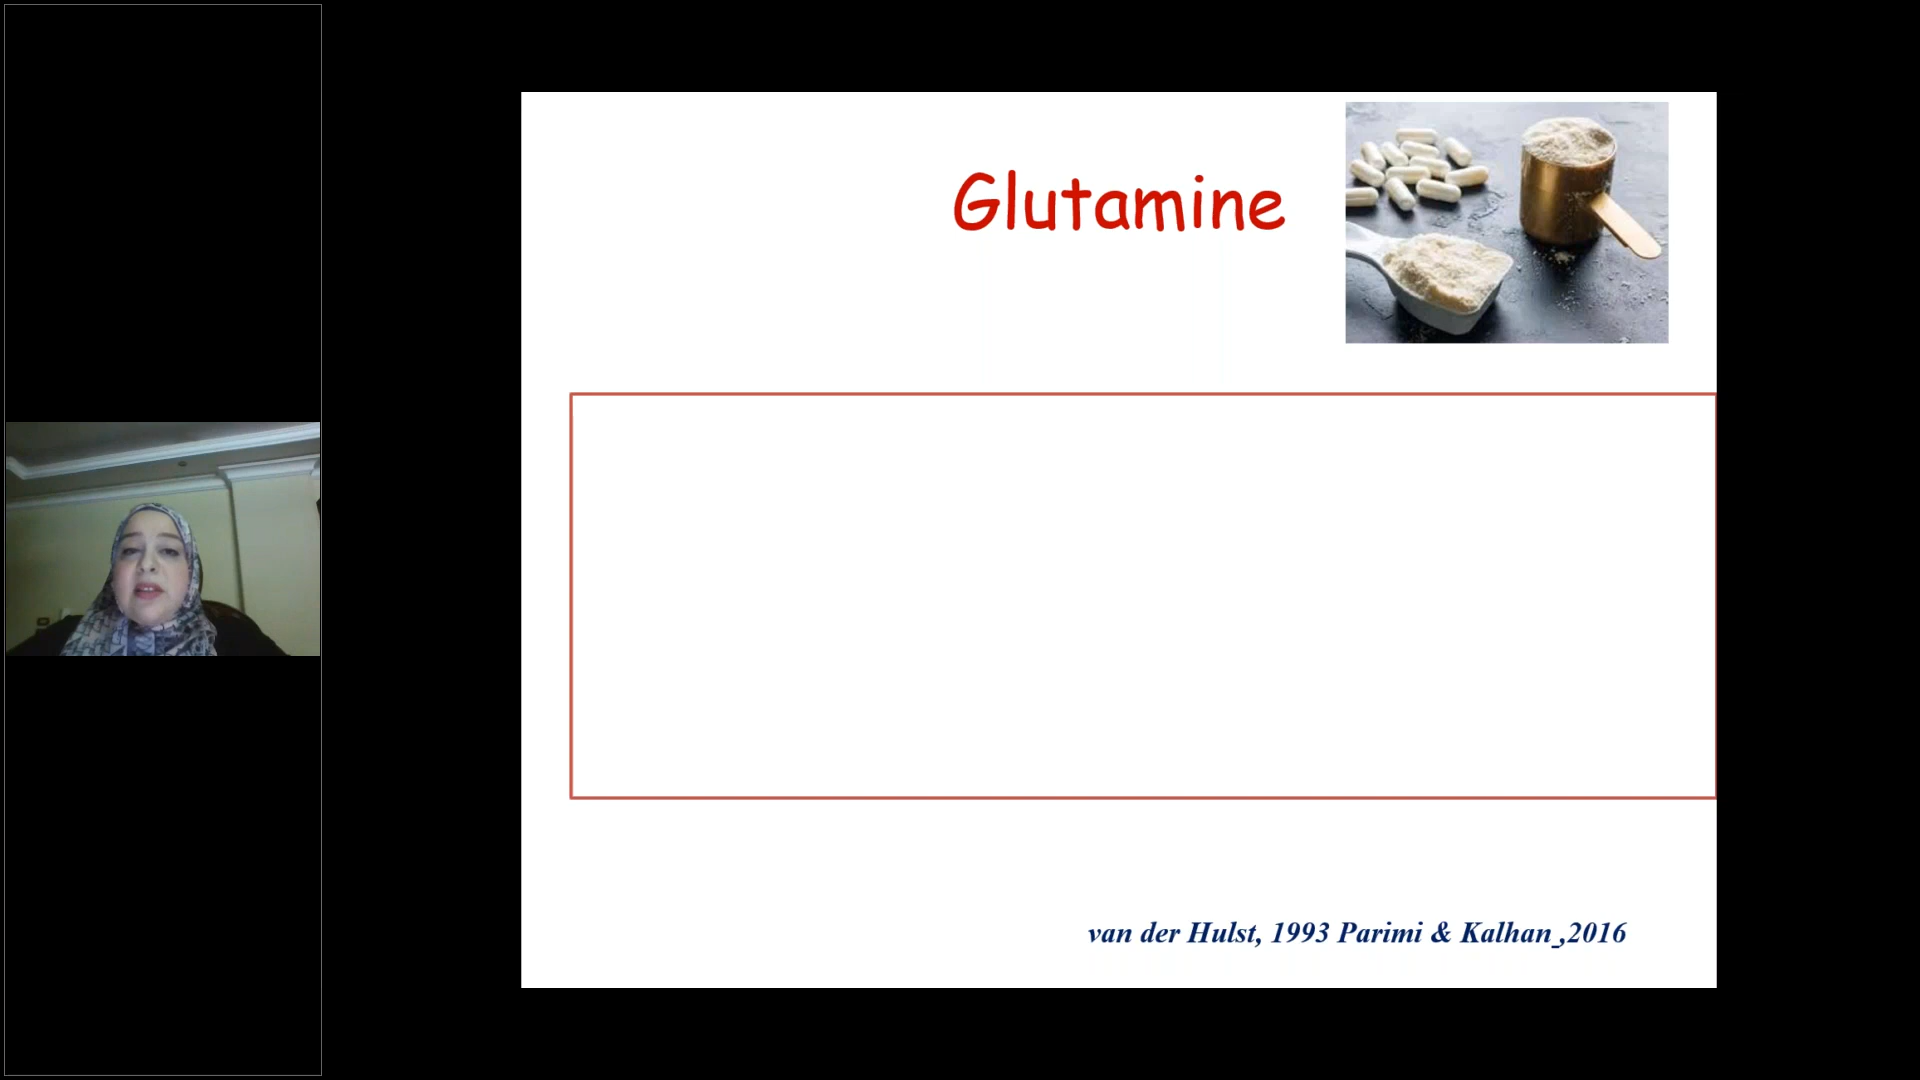 Glutamine
van der Hulst, 1993 Parimi & Kalhan ,2016